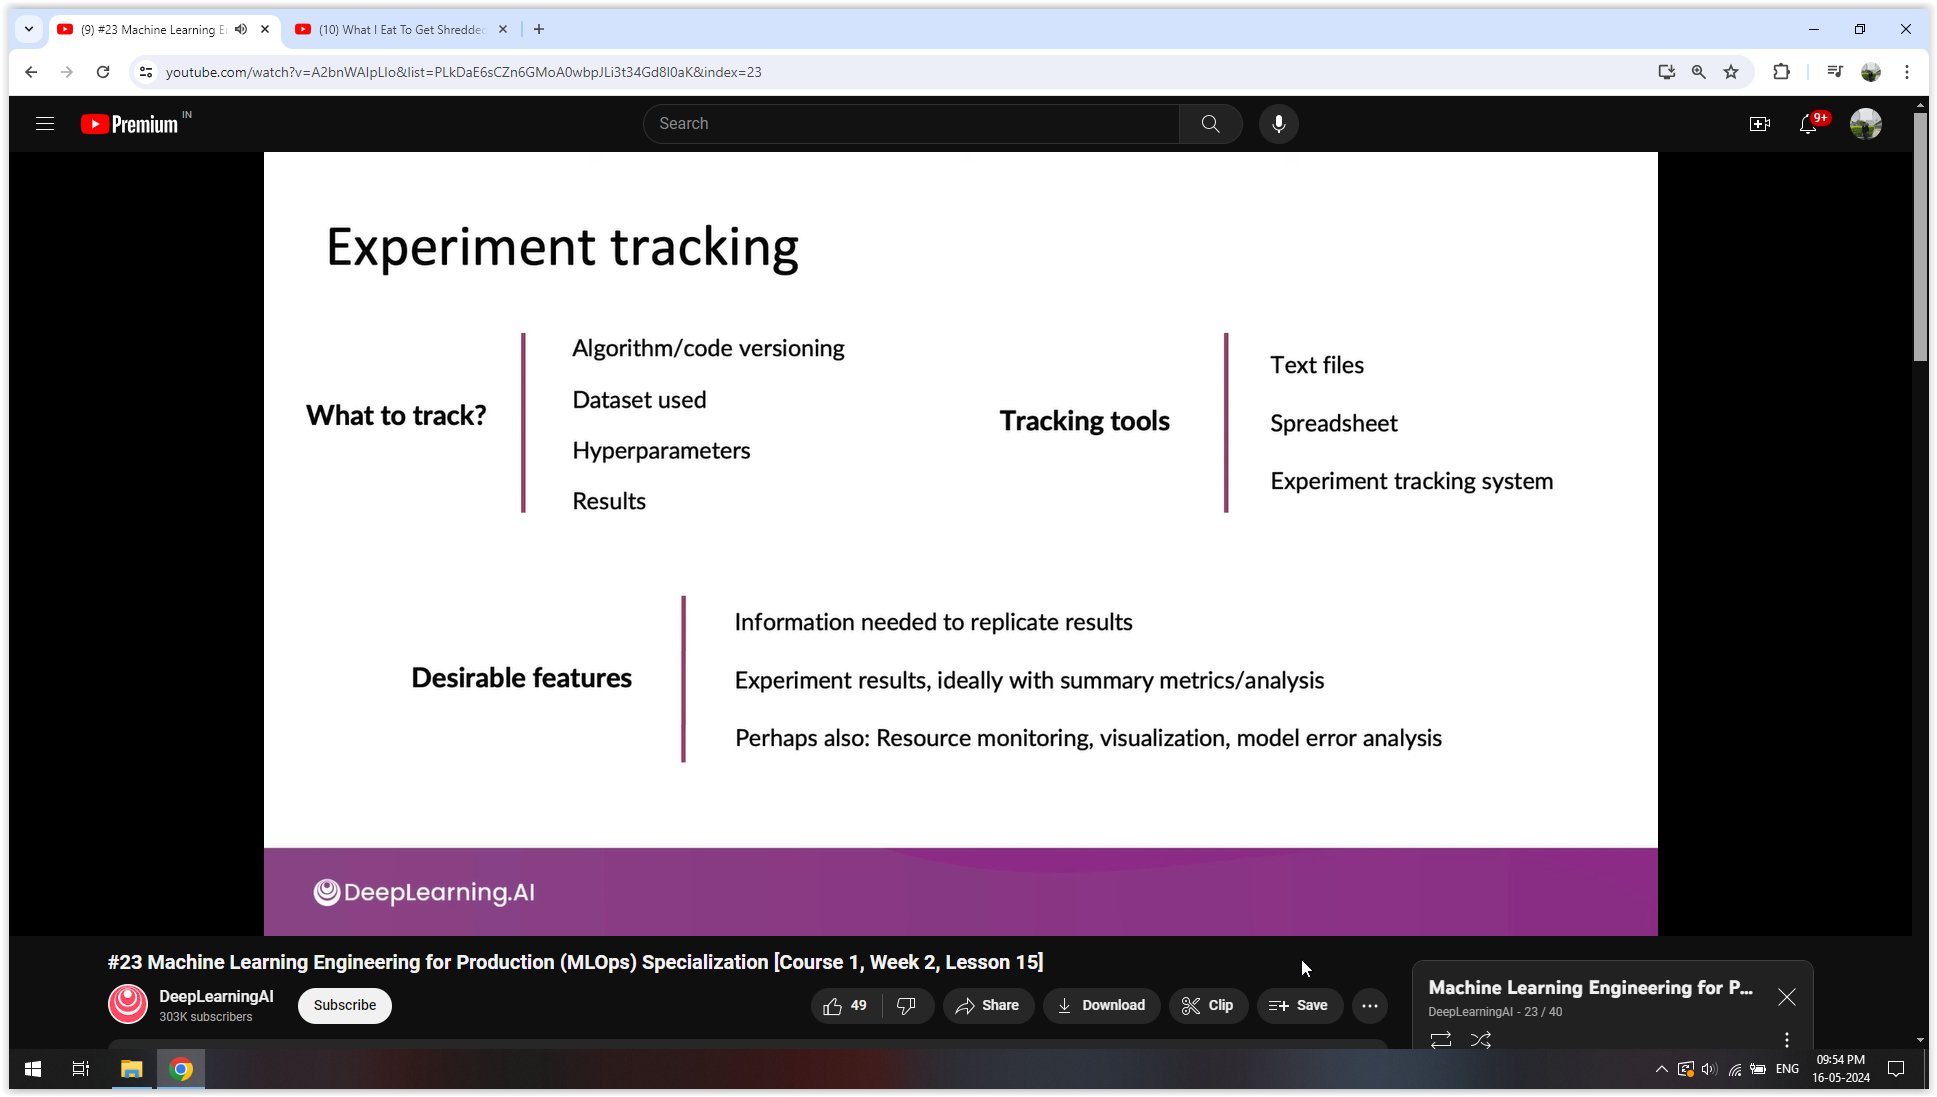 (9) #23 Machine Learning E
(10) What I Eat To Get Shredded
youtube.com/watch?v=A2bnWAIpLIo&list=PLkDaE6sCZn6GMoA0wbpJLi3t34Gd8l0aK&index=23
Premium IN
Search
9+
Experiment tracking
What to track?
Algorithm/code versioning
Dataset used
Hyperparameters
Results
Tracking tools
Text files
Spreadsheet
Experiment tracking system
Desirable features
Information needed to replicate results
Experiment results, ideally with summary metrics/analysis
Perhaps also: Resource monitoring, visualization, model error analysis
DeepLearning.AI
#23 Machine Learning Engineering for Production (MLOps) Specialization [Course 1, Week 2, Lesson 15]
DeepLearningAI
303K subscribers
Subscribe
49
Share
Download
Clip
Save
Machine Learning Engineering for P...
DeepLearningAI - 23 / 40
ENG
09:54 PM
16-05-2024